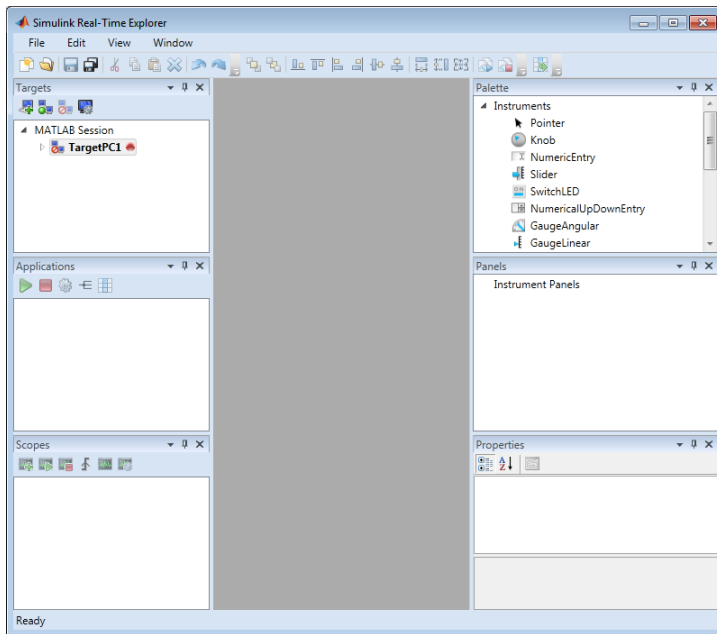 Simulink Real-Time Explorer
File Edit View Window
Targets
MATLAB Session
TargetPC1
Applications
Scopes
Palette
Instruments
Pointer
Knob
NumericEntry
Slider
SwitchLED
NumericalUpDownEntry
GaugeAngular
GaugeLinear
Panels
Instrument Panels
Properties
Ready